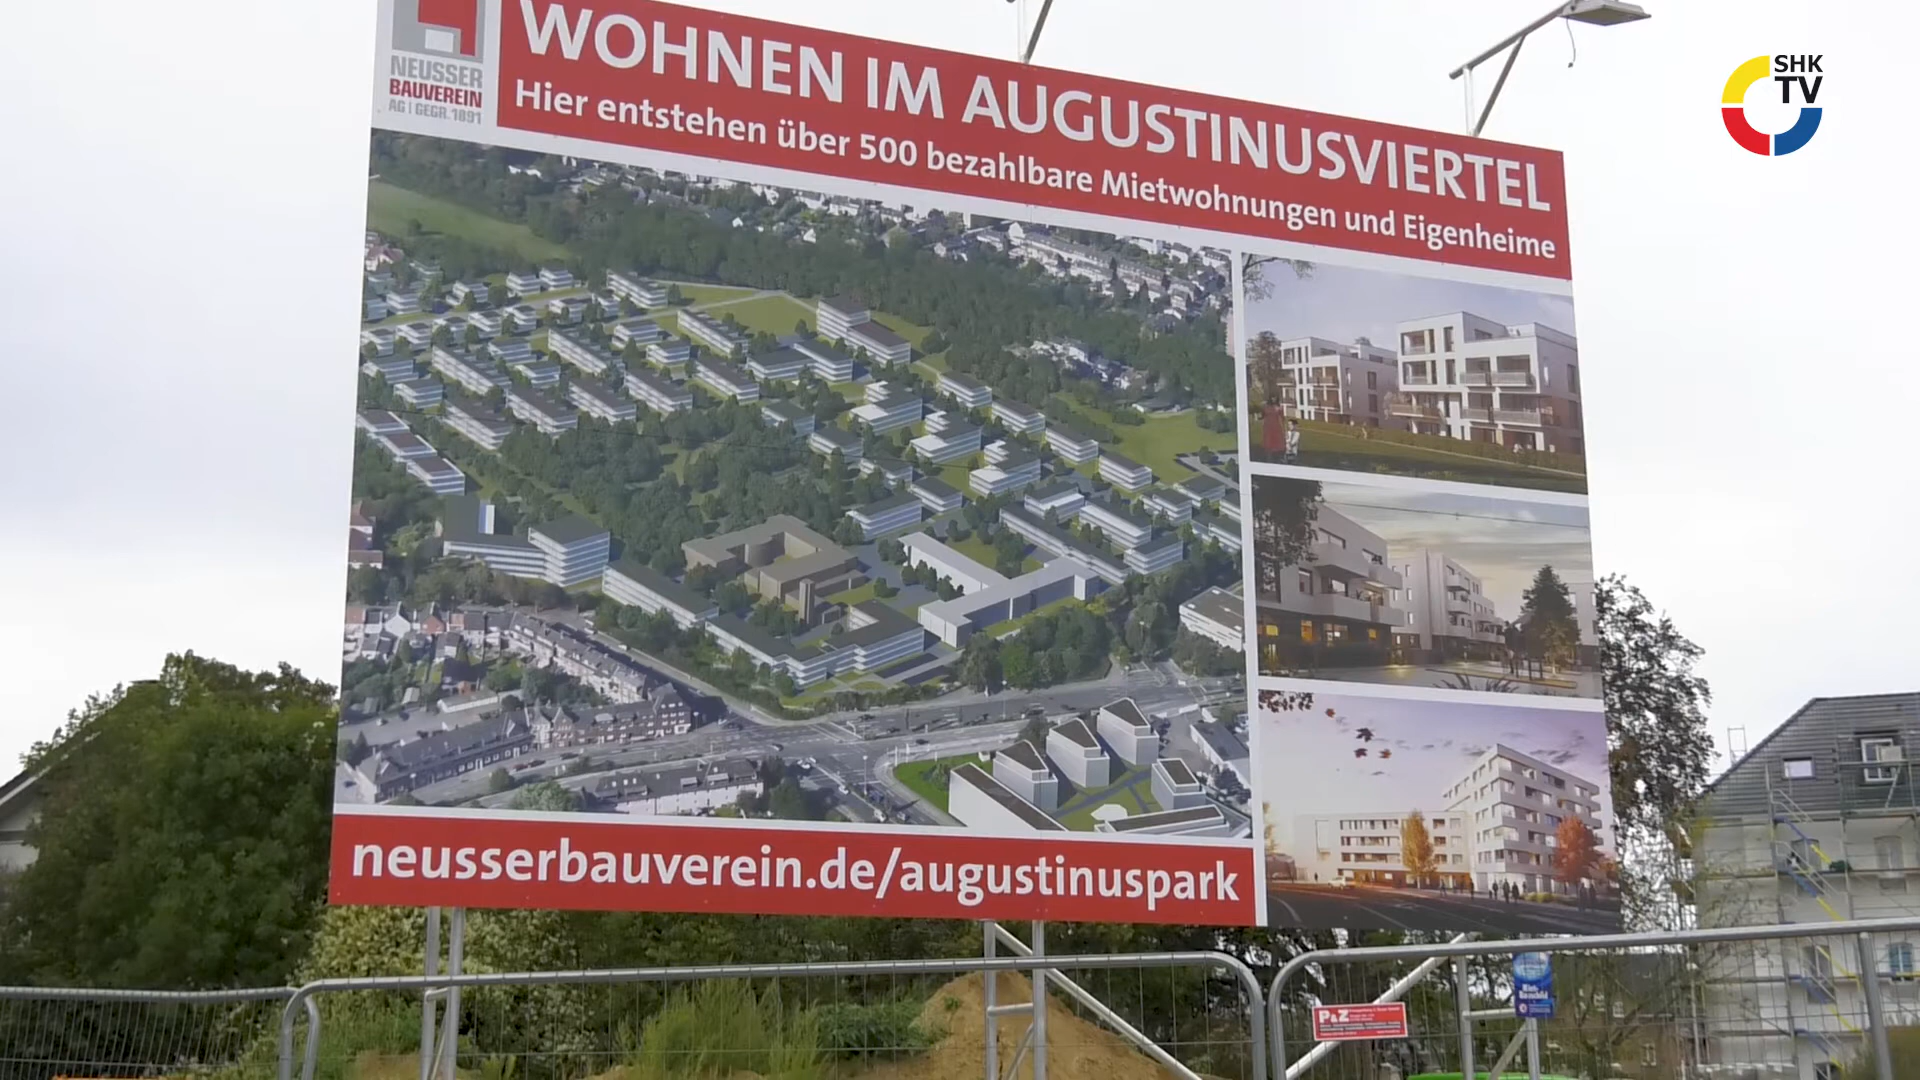 NEUSSER
BAUVEREIN
AG | GEGR. 1891
WOHNEN IM AUGUSTINUSVIERTEL
Hier entstehen über 500 bezahlbare Mietwohnungen und Eigenheime
SHK
TV
neusserbauverein.de/augustinuspark
P&Z